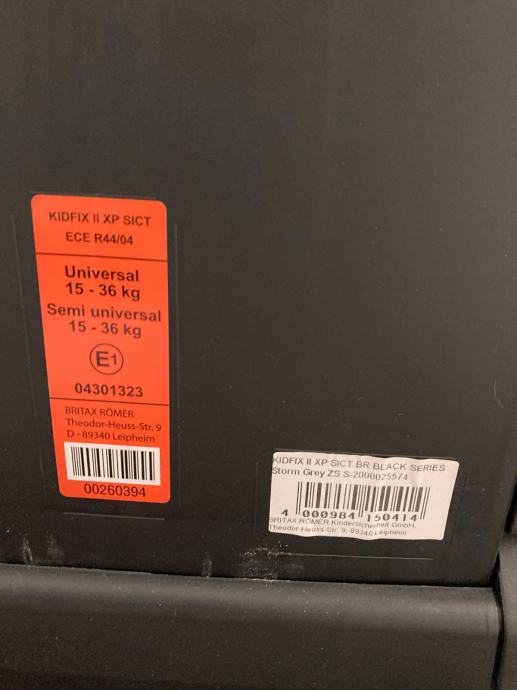 KIDFIX II XP SICT
ECE R44/04
Universal
15 - 36 kg
Semi universal
15 - 36 kg
E1
04301323
BRITAX RÖMER
Theodor-Heuss-Str. 9
D - 89340 Leipheim
00260394
KIDFIX II XP SICT BR BLACK SERIES
Storm Grey ZS S-2000025574
4 000984 150414
BRITAX RÖMER Kindersicherheit GmbH
Theodor-Heuss-Str. 9, 89340 Leipheim